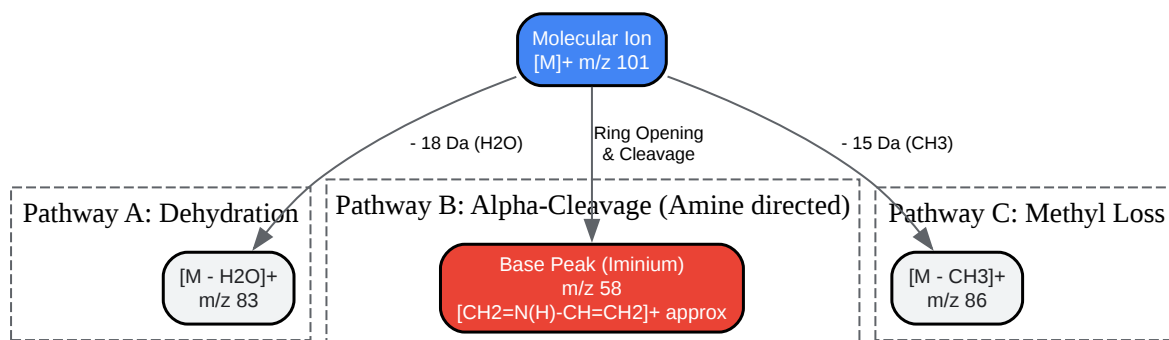 Molecular Ion
[M]+ m/z 101
- 18 Da (H2O)
Ring Opening
& Cleavage
- 15 Da (CH3)
Pathway A: Dehydration
Pathway B: Alpha-Cleavage (Amine directed)
Pathway C: Methyl Loss
[M - H2O]+
m/z 83
Base Peak (Iminium)
m/z 58
[CH2=N(H)-CH=CH2]+ approx
[M - CH3]+
m/z 86